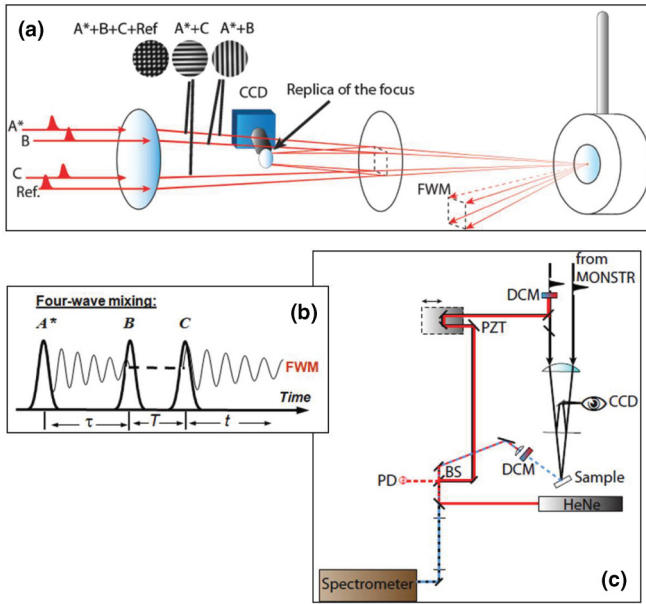 (a)
A*+B+C+Ref A*+C A*+B
CCD
Replica of the focus
A*
B
C
Ref.
FWM
(b)
Four-wave mixing:
A* B C
FWM
Time
τ T t
from
MONSTR
DCM
PZT
CCD
BS
DCM
Sample
PD
HeNe
Spectrometer
(c)